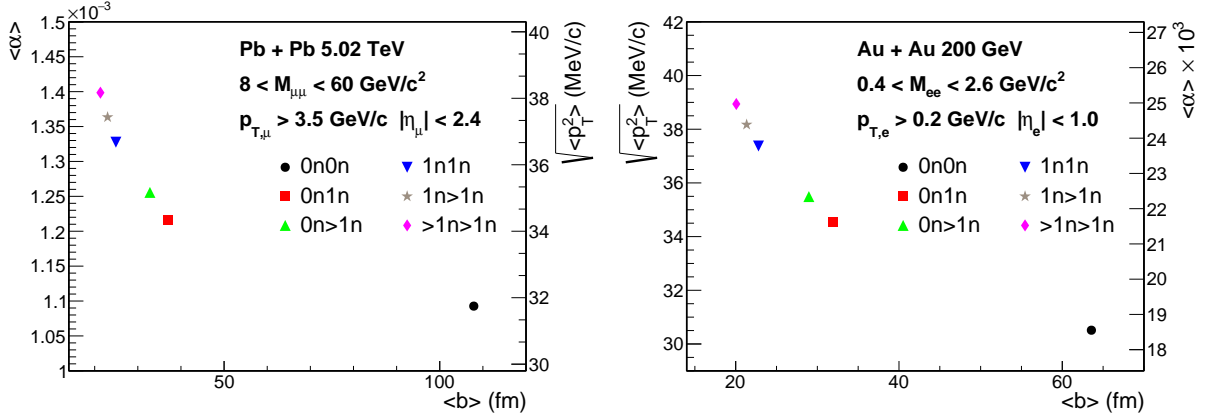 ×10⁻³
<α>
1.5
1.45
1.4
1.35
1.3
1.25
1.2
1.15
1.1
1.05
1
50
100
<b> (fm)
40
38
36
34
32
30
√<p_T²> (MeV/c)
Pb + Pb 5.02 TeV
8 < M_μμ < 60 GeV/c²
p_T,μ > 3.5 GeV/c |η_μ| < 2.4
0n0n
1n1n
0n1n
1n>1n
0n>1n
>1n>1n
√<p_T²> (MeV/c)
42
40
38
36
34
32
30
20
40
60
<b> (fm)
27
26
25
24
23
22
21
20
19
18
<α> × 10³
Au + Au 200 GeV
0.4 < M_ee < 2.6 GeV/c²
p_T,e > 0.2 GeV/c |η_e| < 1.0
0n0n
1n1n
0n1n
1n>1n
0n>1n
>1n>1n